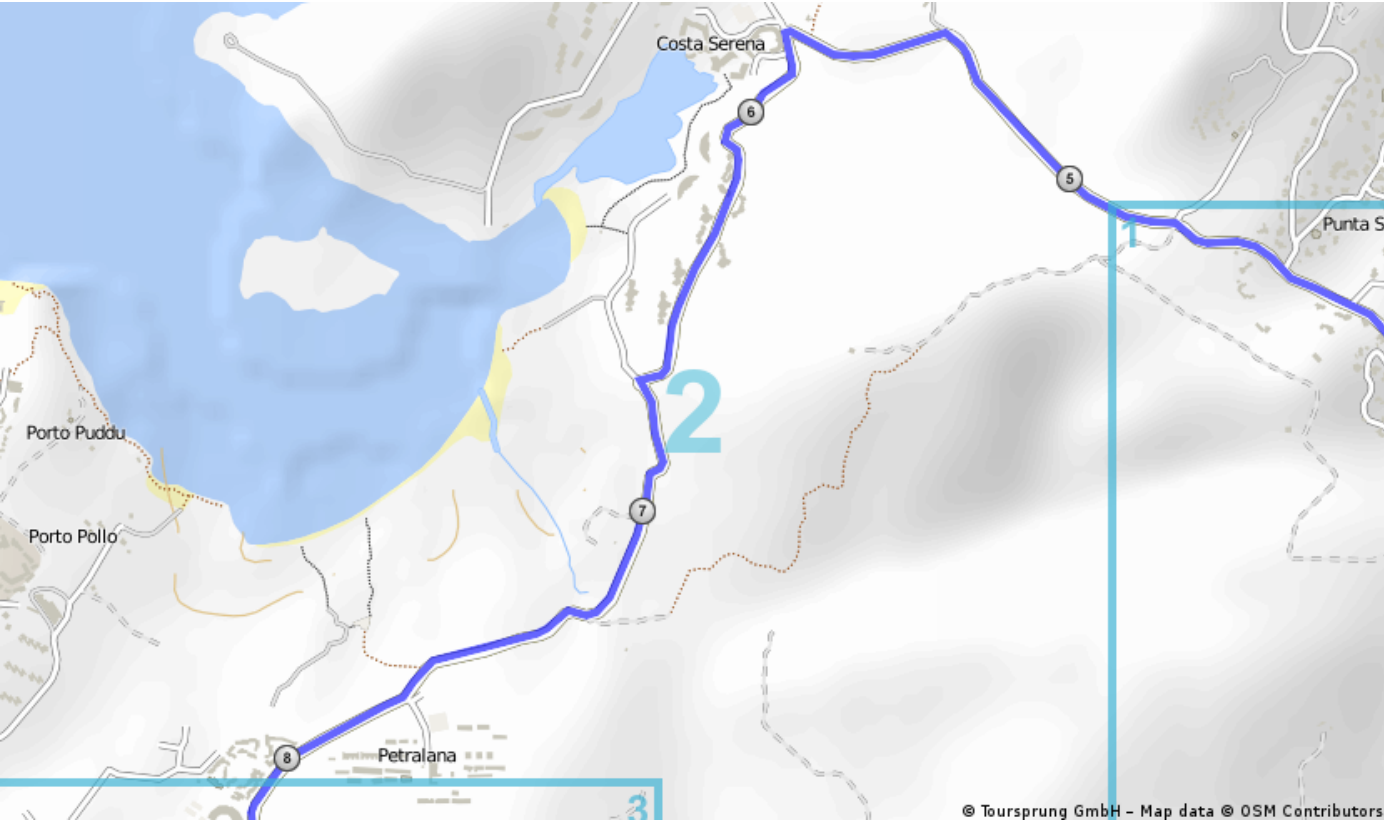 Costa Serena
6
5
1
Punta S
2
Porto Puddu
7
Porto Pollo
Petralana
8
3
© Toursprung GmbH – Map data © OSM Contributors